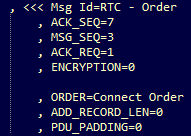 , <<< Msg Id=RTC - Order
, ACK_SEQ=7
, MSG_SEQ=3
, ACK_REQ=1
, ENCRYPTION=0
, ORDER=Connect Order
, ADD_RECORD_LEN=0
, PDU_PADDING=0